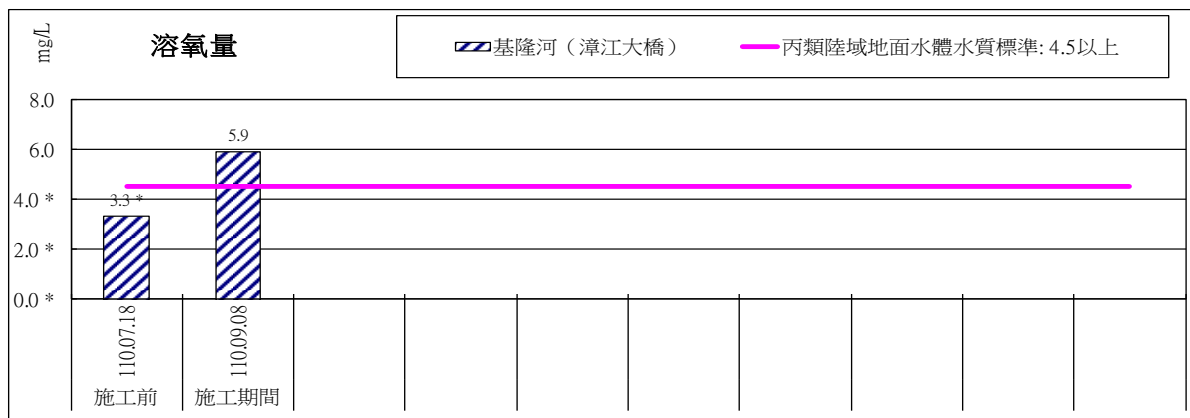 mg/L
溶氧量
基隆河（漳江大橋）
丙類陸域地面水體水質標準: 4.5以上
8.0
6.0
4.0 *
2.0 *
0.0 *
3.3 *
5.9
110.07.18
110.09.08
施工前
施工期間